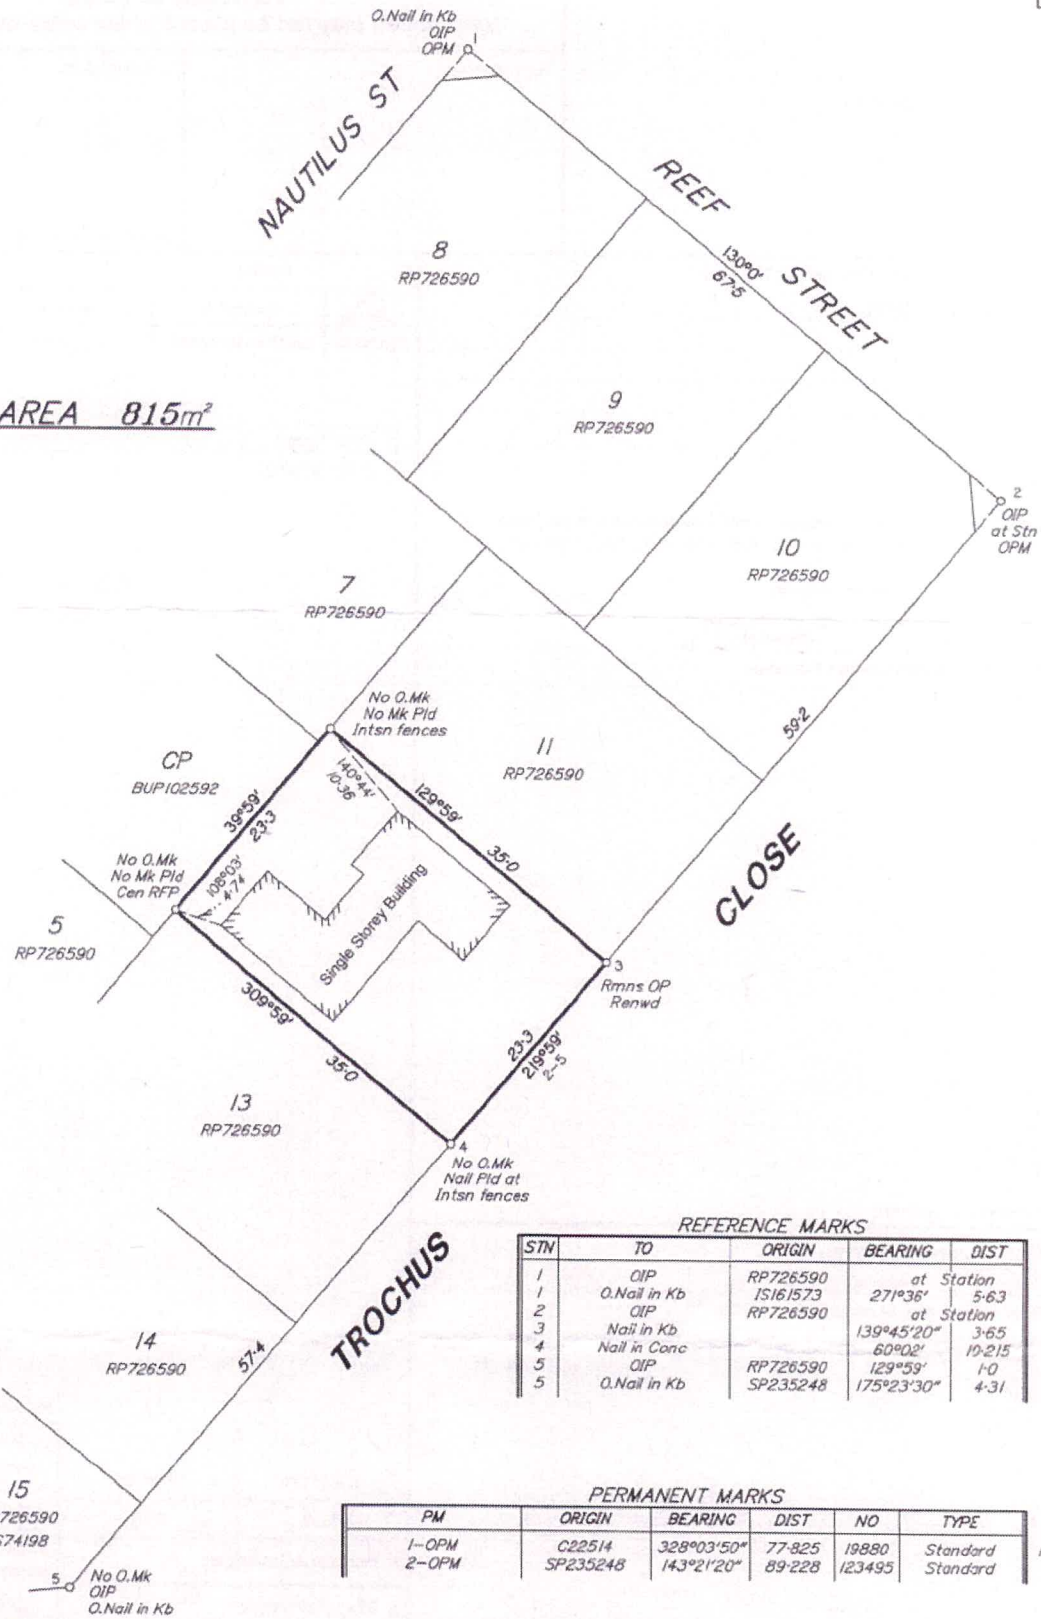 O.Nail in Kb
OIP
OPM
1
NAUTILUS ST
REEF STREET
130°0'
67·5
8
RP726590
AREA 815m²
9
RP726590
2
OIP
at Stn
OPM
10
RP726590
7
RP726590
59·2
No O.Mk
No Mk Pld
Intsn fences
11
RP726590
CP
BUP102592
140°44'
10·36
129°59'
35·0
39°59'
23·3
No O.Mk
No Mk Pld
Cen RFP
108°03'
4·74
Single Storey Building
CLOSE
5
RP726590
3
Rmns OP
Renwd
309°59'
35·0
23·3
219°59'
2-5
13
RP726590
4
No O.Mk
Nail Pld at
Intsn fences
TROCHUS
14
RP726590
57·4
REFERENCE MARKS
STN TO ORIGIN BEARING DIST
1 OIP RP726590 at Station
1 O.Nail in Kb IS161573 271°36' 5·63
2 OIP RP726590 at Station
3 Nail in Kb 139°45'20" 3·65
4 Nail in Conc 60°02' 10·215
5 OIP RP726590 129°59' 1·0
5 O.Nail in Kb SP235248 175°23'30" 4·31
15
726590
74198
PERMANENT MARKS
PM ORIGIN BEARING DIST NO TYPE
1-OPM C22514 328°03'50" 77·825 19880 Standard
2-OPM SP235248 143°21'20" 89·228 123495 Standard
5
No O.Mk
OIP
O.Nail in Kb